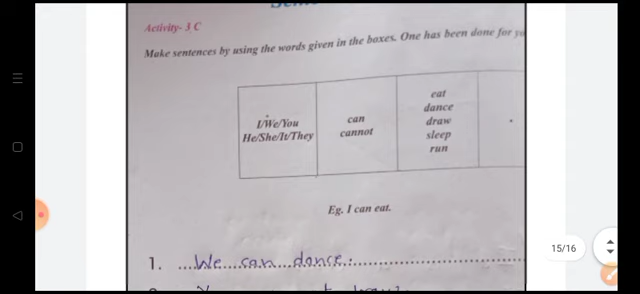 Activity- 3 C
Make sentences by using the words given in the boxes. One has been done for
I/We/You
He/She/It/They
can
cannot
eat
dance
draw
sleep
run
Eg. I can eat.
1. We can dance.
15/16